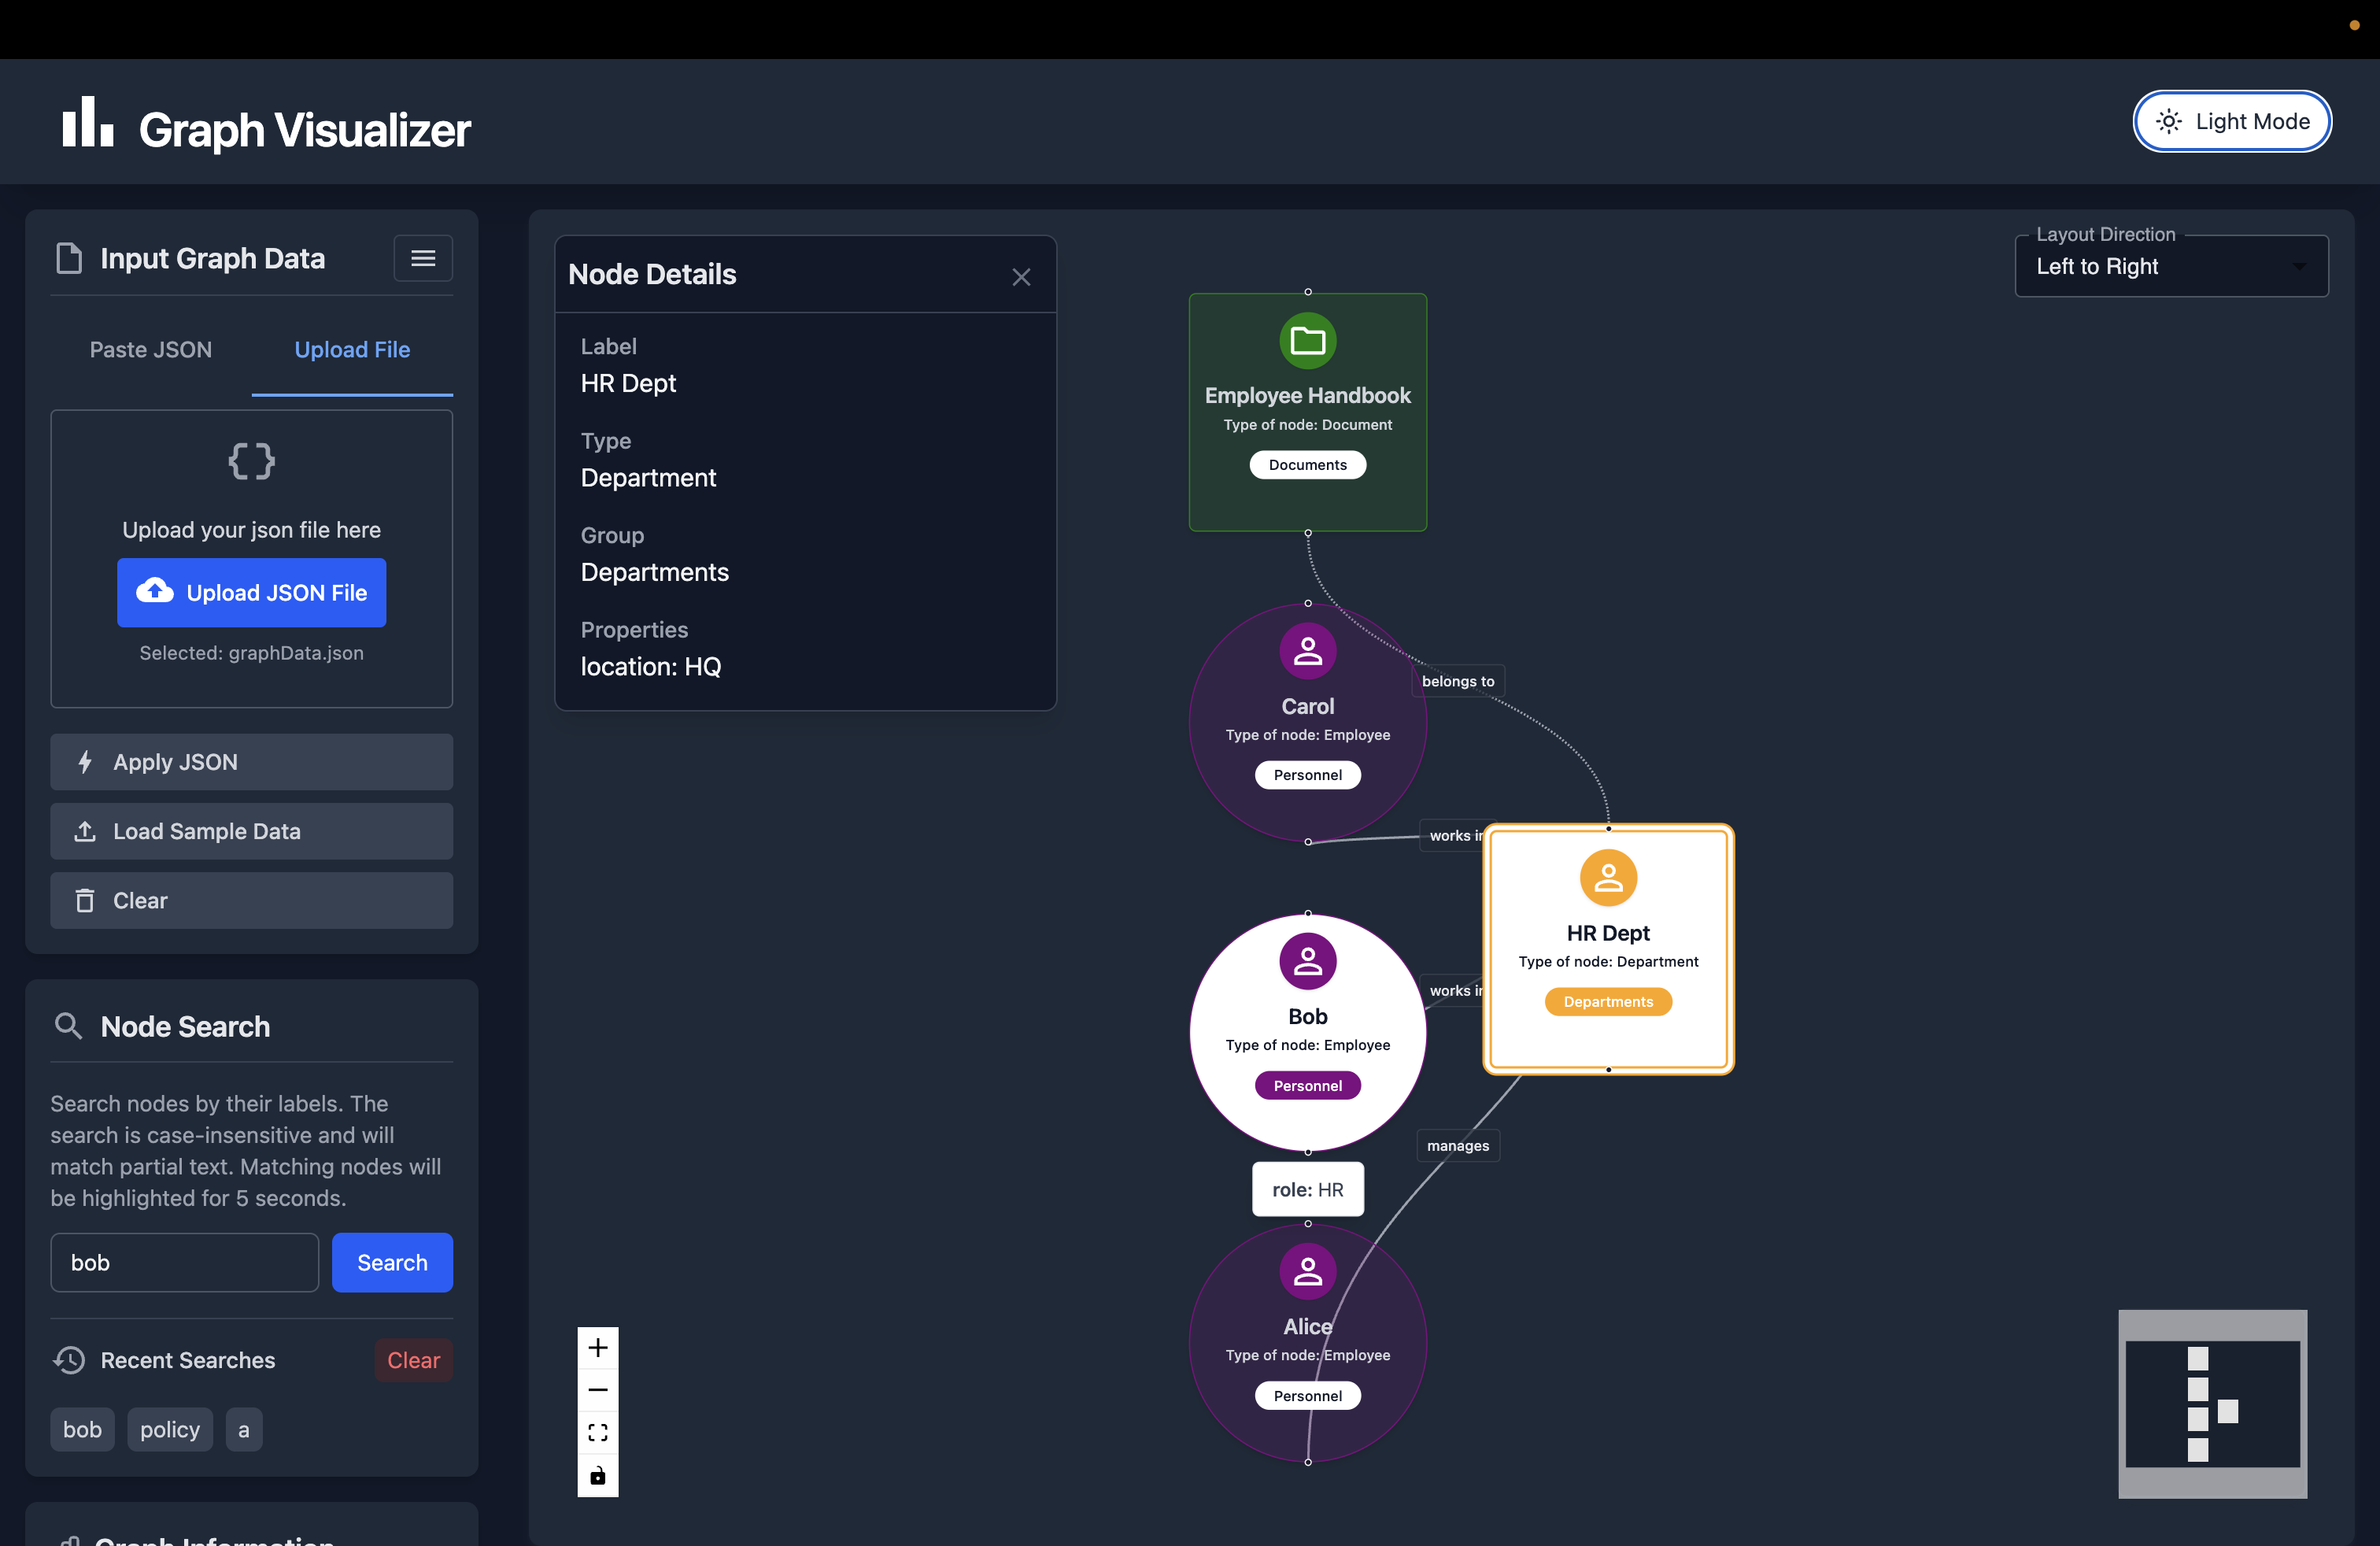 Graph Visualizer
Light Mode
Input Graph Data
Paste JSON
Upload File
{}
Upload your json file here
Upload JSON File
Selected: graphData.json
Apply JSON
Load Sample Data
Clear
Node Search
Search nodes by their labels. The
search is case-insensitive and will
match partial text. Matching nodes will
be highlighted for 5 seconds.
bob
Search
Recent Searches
Clear
bob
policy
a
Graph Information
Node Details
Label
HR Dept
Type
Department
Group
Departments
Properties
location: HQ
Layout Direction
Left to Right
Employee Handbook
Type of node: Document
Documents
belongs to
Carol
Type of node: Employee
Personnel
works in
HR Dept
Type of node: Department
Departments
Bob
Type of node: Employee
Personnel
works in
manages
role: HR
Alice
Type of node: Employee
Personnel